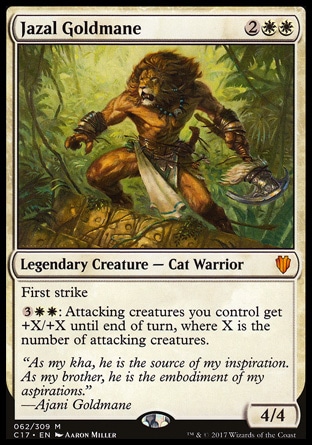 Jazal Goldmane 2
Legendary Creature — Cat Warrior
First strike
3: Attacking creatures you control get
+X/+X until end of turn, where X is the
number of attacking creatures.
“As my kha, he is the source of my inspiration.
As my brother, he is the embodiment of my
aspirations.”
—Ajani Goldmane
4/4
062/309 M
C17 • EN Aaron Miller
™ & © 2017 Wizards of the Coast